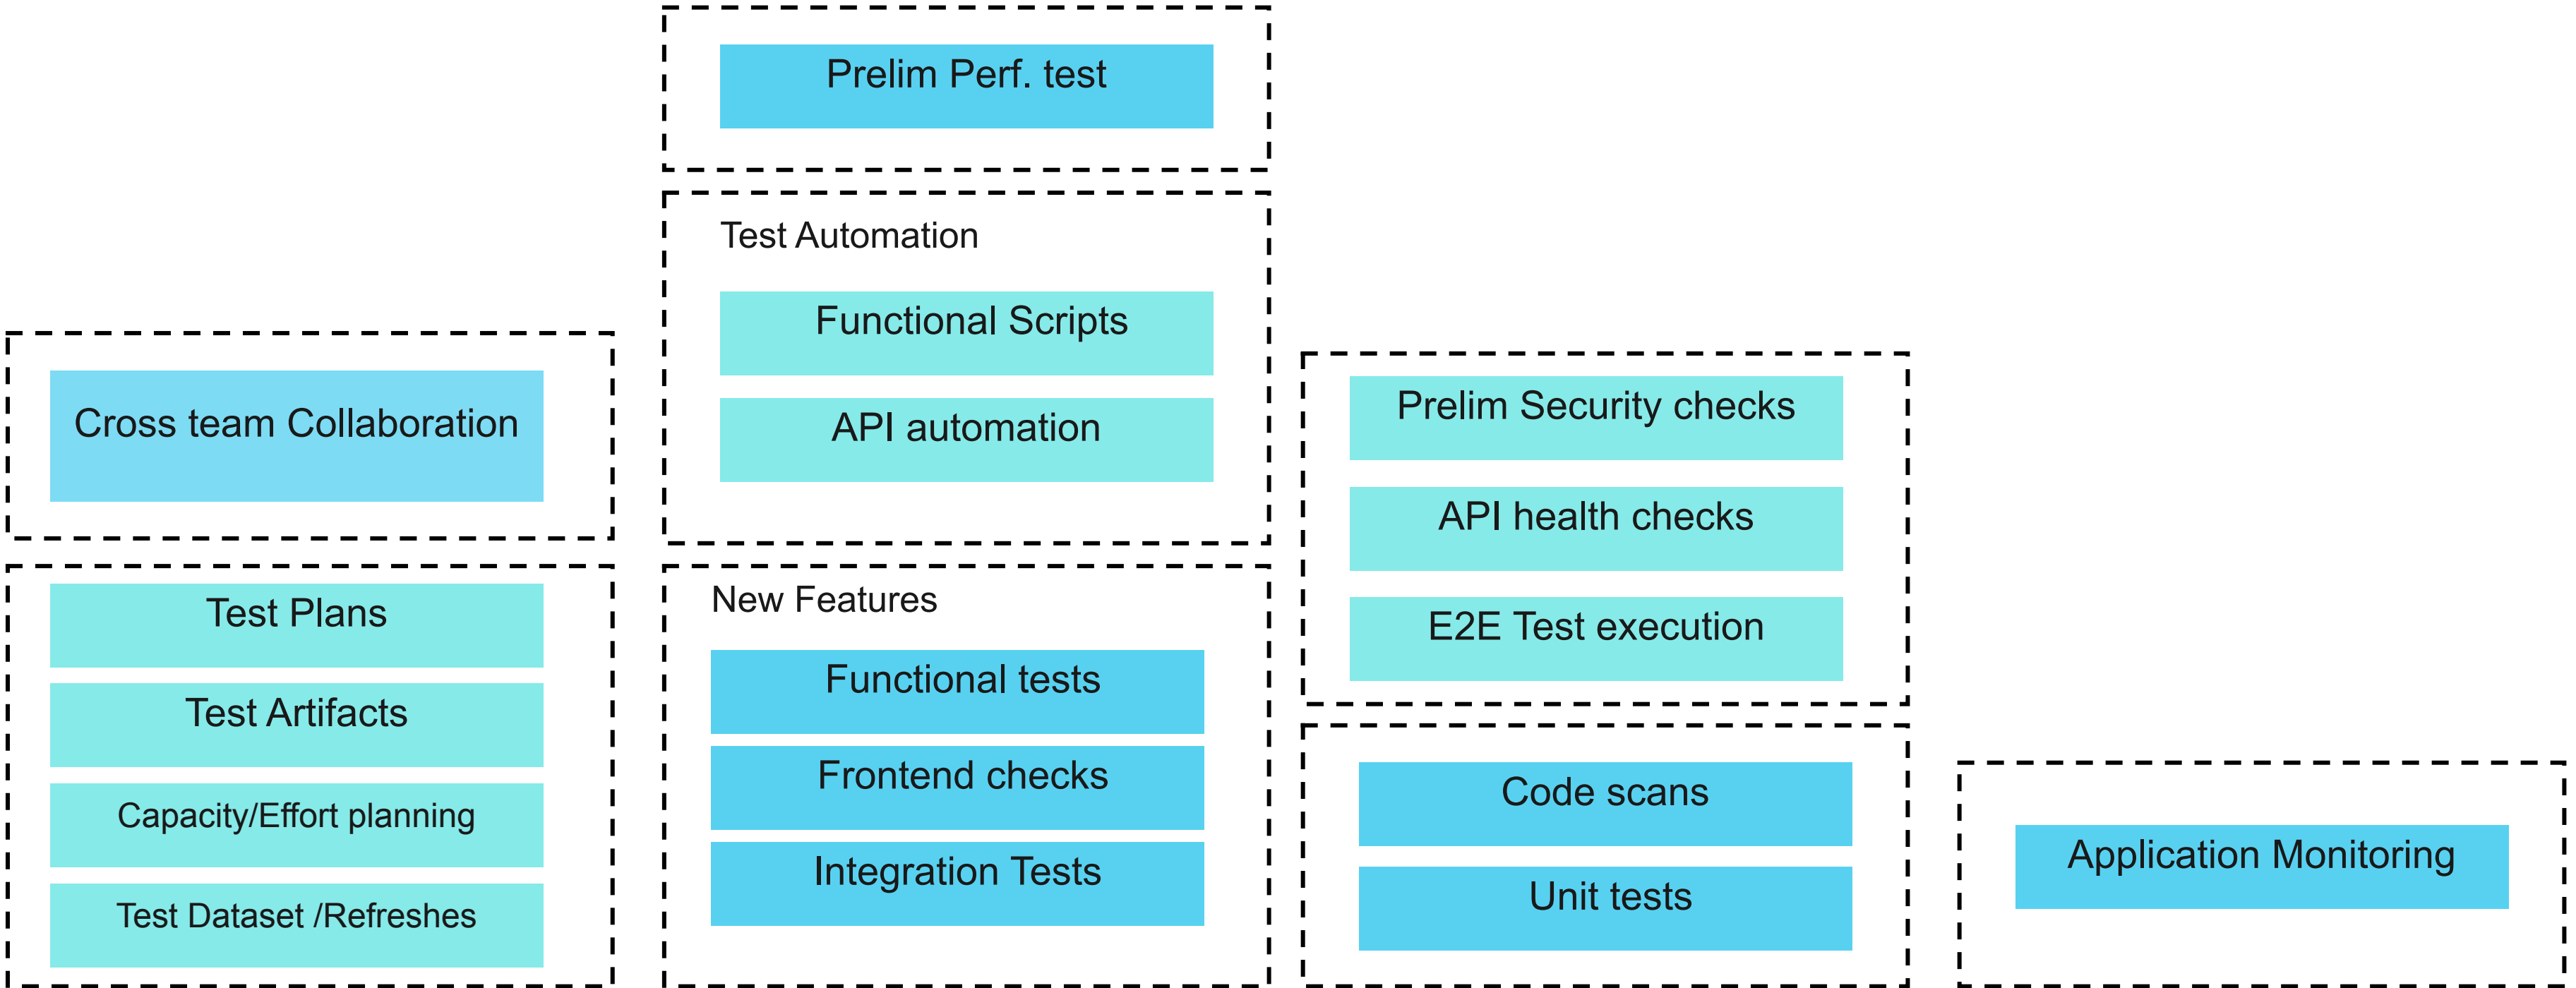 Prelim Perf. test
Test Automation
Functional Scripts
API automation
Cross team Collaboration
Test Plans
Test Artifacts
Capacity/Effort planning
Test Dataset /Refreshes
New Features
Functional tests
Frontend checks
Integration Tests
Prelim Security checks
API health checks
E2E Test execution
Code scans
Unit tests
Application Monitoring